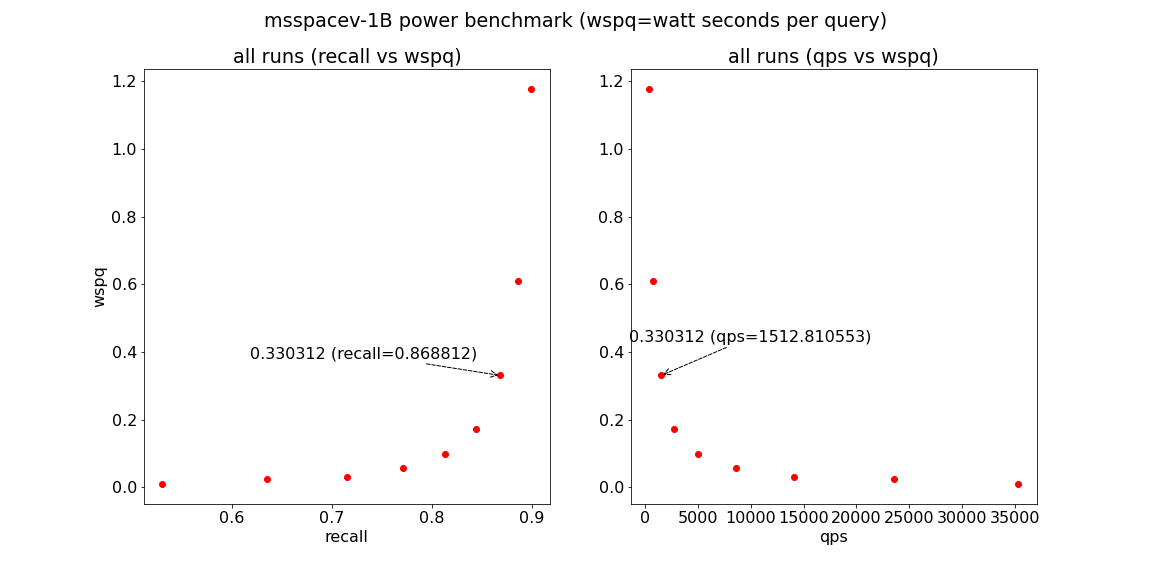 msspacev-1B power benchmark (wspq=watt seconds per query)
all runs (recall vs wspq)
1.2
1.0
0.8
0.6
0.4
0.2
0.0
wspq
0.330312 (recall=0.868812)
0.6 0.7 0.8 0.9
recall
all runs (qps vs wspq)
1.2
1.0
0.8
0.6
0.4
0.2
0.0
0.330312 (qps=1512.810553)
0 5000 10000 15000 20000 25000 30000 35000
qps